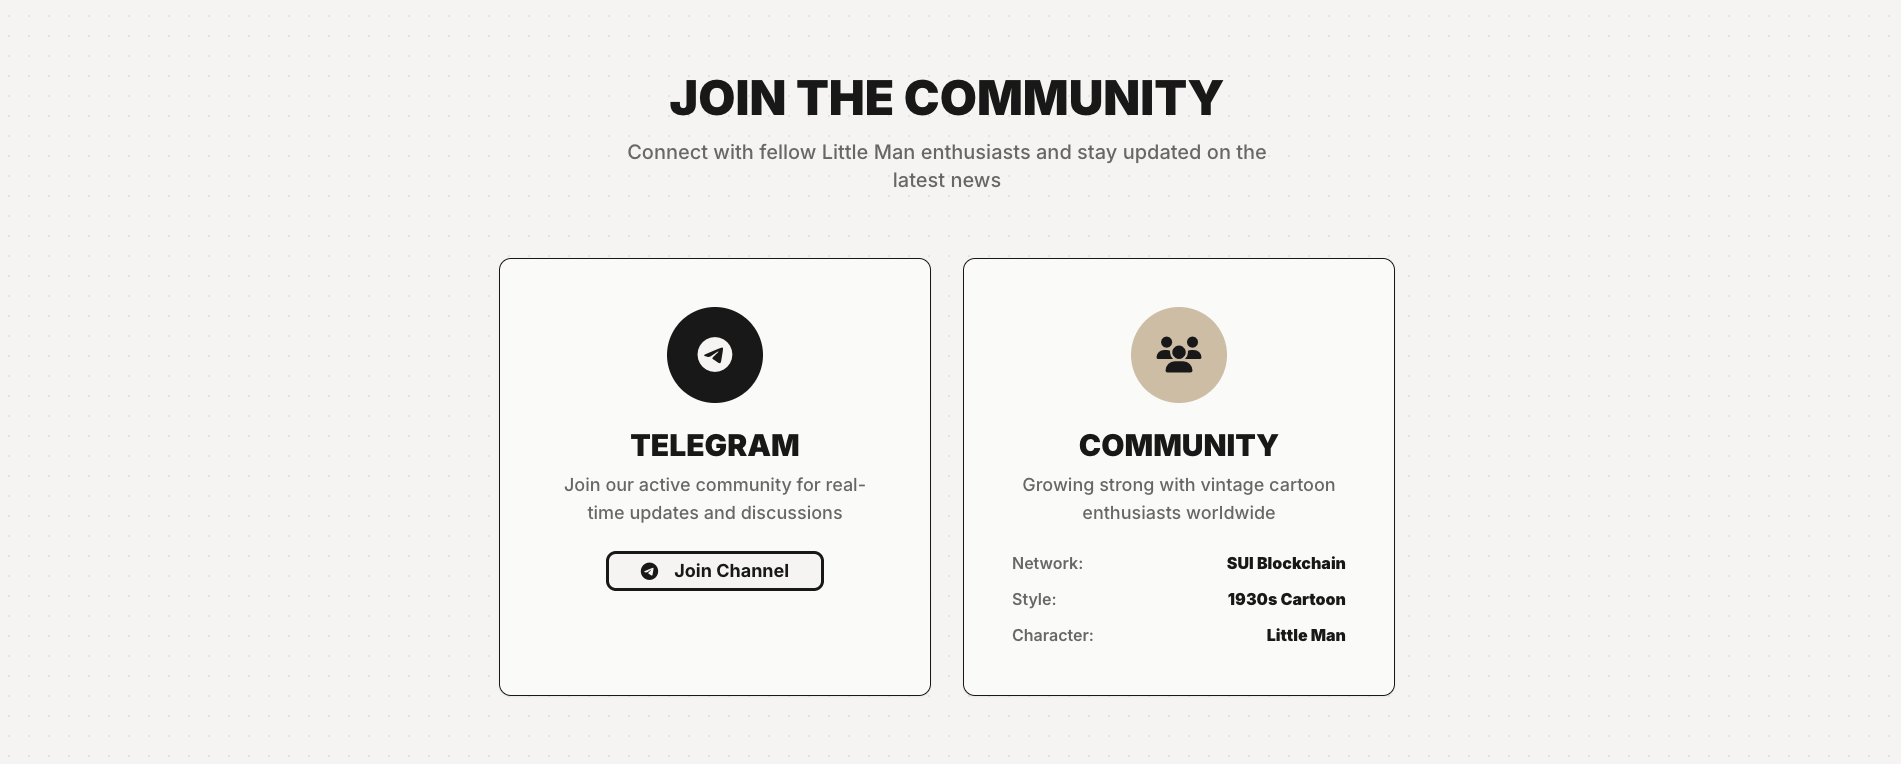 JOIN THE COMMUNITY
Connect with fellow Little Man enthusiasts and stay updated on the
latest news
TELEGRAM
Join our active community for real-
time updates and discussions
Join Channel
COMMUNITY
Growing strong with vintage cartoon
enthusiasts worldwide
Network: SUI Blockchain
Style: 1930s Cartoon
Character: Little Man